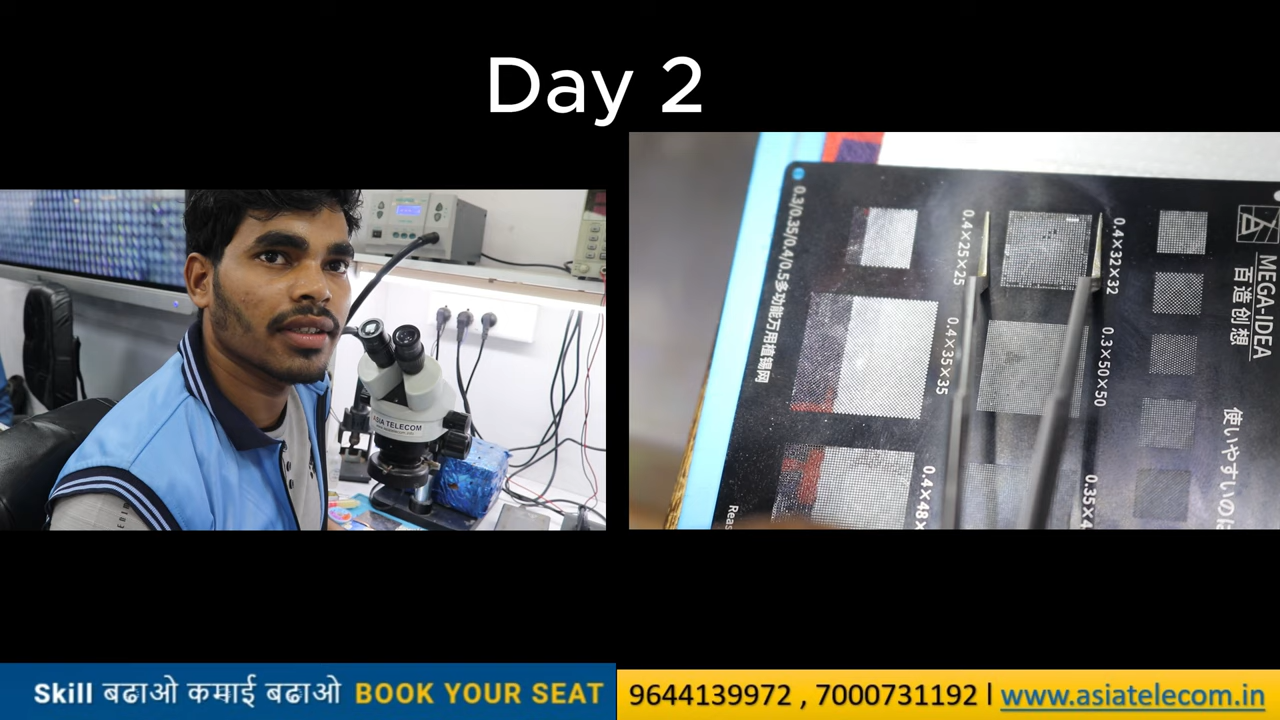 Day 2
ASIA TELECOM
0.3/0.35/0.4/0.5多功能万用植锡网
0.4×25×25
0.4×35×35
0.4×48×
0.4×32×32
0.3×50×50
0.35×4
MEGA-IDEA
百造创想
使いやすいのに
Reas
Skill बढाओ कमाई बढाओ BOOK YOUR SEAT
9644139972 , 7000731192 | www.asiatelecom.in